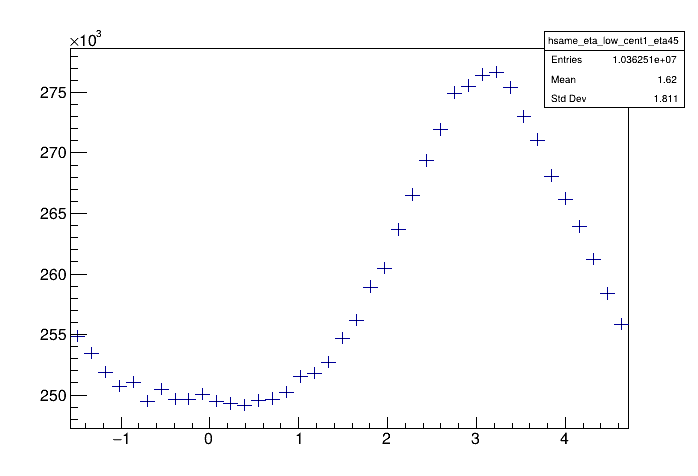 ×10³
hsame_eta_low_cent1_eta45
Entries 1.036251e+07
Mean 1.62
Std Dev 1.811
275
270
265
260
255
250
−1 0 1 2 3 4